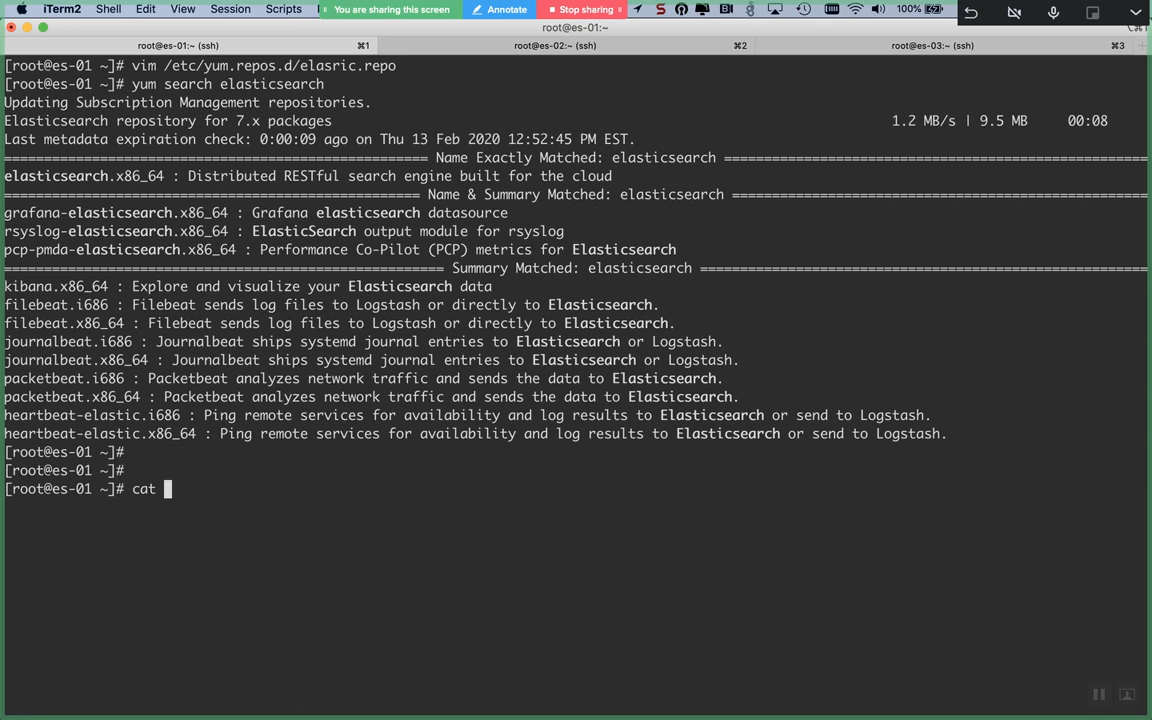 iTerm2 Shell Edit View Session Scripts You are sharing this screen Annotate Stop sharing 100%
root@es-01:~
root@es-01:~ (ssh) ⌘1 root@es-02:~ (ssh) ⌘2 root@es-03:~ (ssh) ⌘3
[root@es-01 ~]# vim /etc/yum.repos.d/elasric.repo
[root@es-01 ~]# yum search elasticsearch
Updating Subscription Management repositories.
Elasticsearch repository for 7.x packages 1.2 MB/s | 9.5 MB 00:08
Last metadata expiration check: 0:00:09 ago on Thu 13 Feb 2020 12:52:45 PM EST.
===================================================== Name Exactly Matched: elasticsearch =====================================================
elasticsearch.x86_64 : Distributed RESTful search engine built for the cloud
==================================================== Name & Summary Matched: elasticsearch ====================================================
grafana-elasticsearch.x86_64 : Grafana elasticsearch datasource
rsyslog-elasticsearch.x86_64 : ElasticSearch output module for rsyslog
pcp-pmda-elasticsearch.x86_64 : Performance Co-Pilot (PCP) metrics for Elasticsearch
======================================================= Summary Matched: elasticsearch ========================================================
kibana.x86_64 : Explore and visualize your Elasticsearch data
filebeat.i686 : Filebeat sends log files to Logstash or directly to Elasticsearch.
filebeat.x86_64 : Filebeat sends log files to Logstash or directly to Elasticsearch.
journalbeat.i686 : Journalbeat ships systemd journal entries to Elasticsearch or Logstash.
journalbeat.x86_64 : Journalbeat ships systemd journal entries to Elasticsearch or Logstash.
packetbeat.i686 : Packetbeat analyzes network traffic and sends the data to Elasticsearch.
packetbeat.x86_64 : Packetbeat analyzes network traffic and sends the data to Elasticsearch.
heartbeat-elastic.i686 : Ping remote services for availability and log results to Elasticsearch or send to Logstash.
heartbeat-elastic.x86_64 : Ping remote services for availability and log results to Elasticsearch or send to Logstash.
[root@es-01 ~]#
[root@es-01 ~]#
[root@es-01 ~]# cat